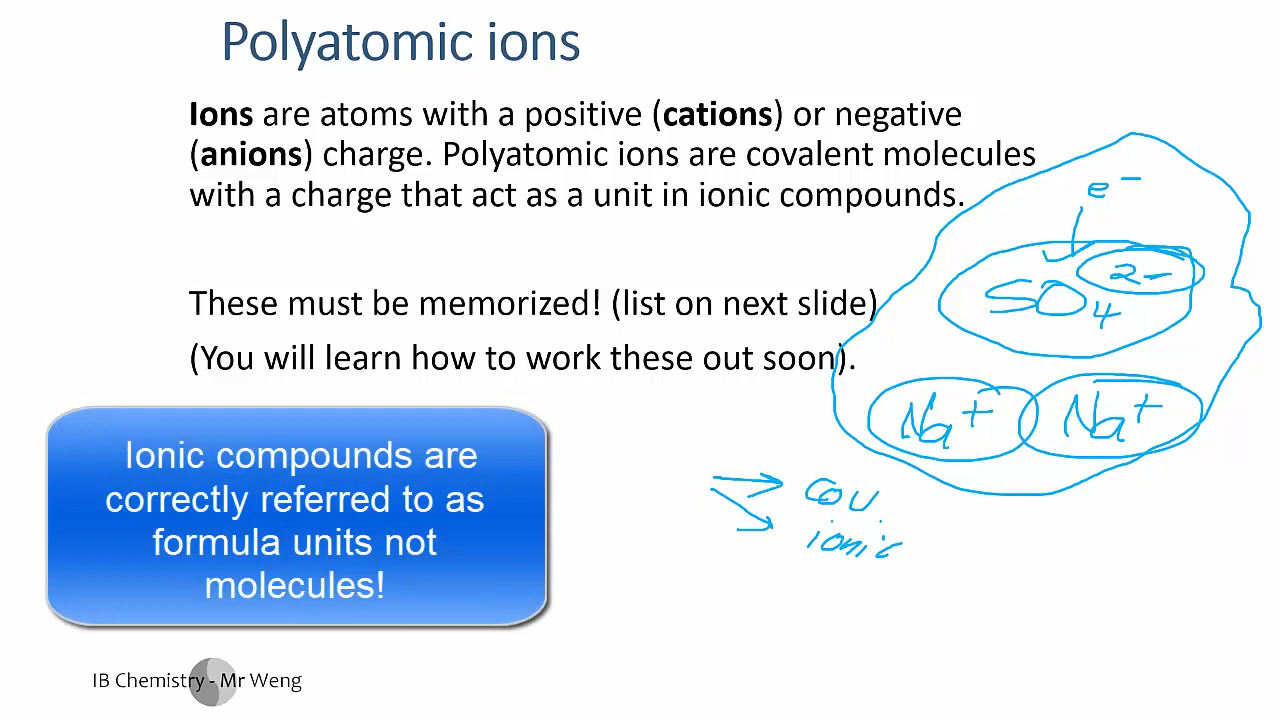 Polyatomic ions
Ions are atoms with a positive (cations) or negative
(anions) charge. Polyatomic ions are covalent molecules
with a charge that act as a unit in ionic compounds.
e⁻
SO₄²⁻
These must be memorized! (list on next slide)
(You will learn how to work these out soon).
Na⁺ Na⁺
Ionic compounds are
correctly referred to as
formula units not
molecules!
cov
ionic
IB Chemistry - Mr Weng